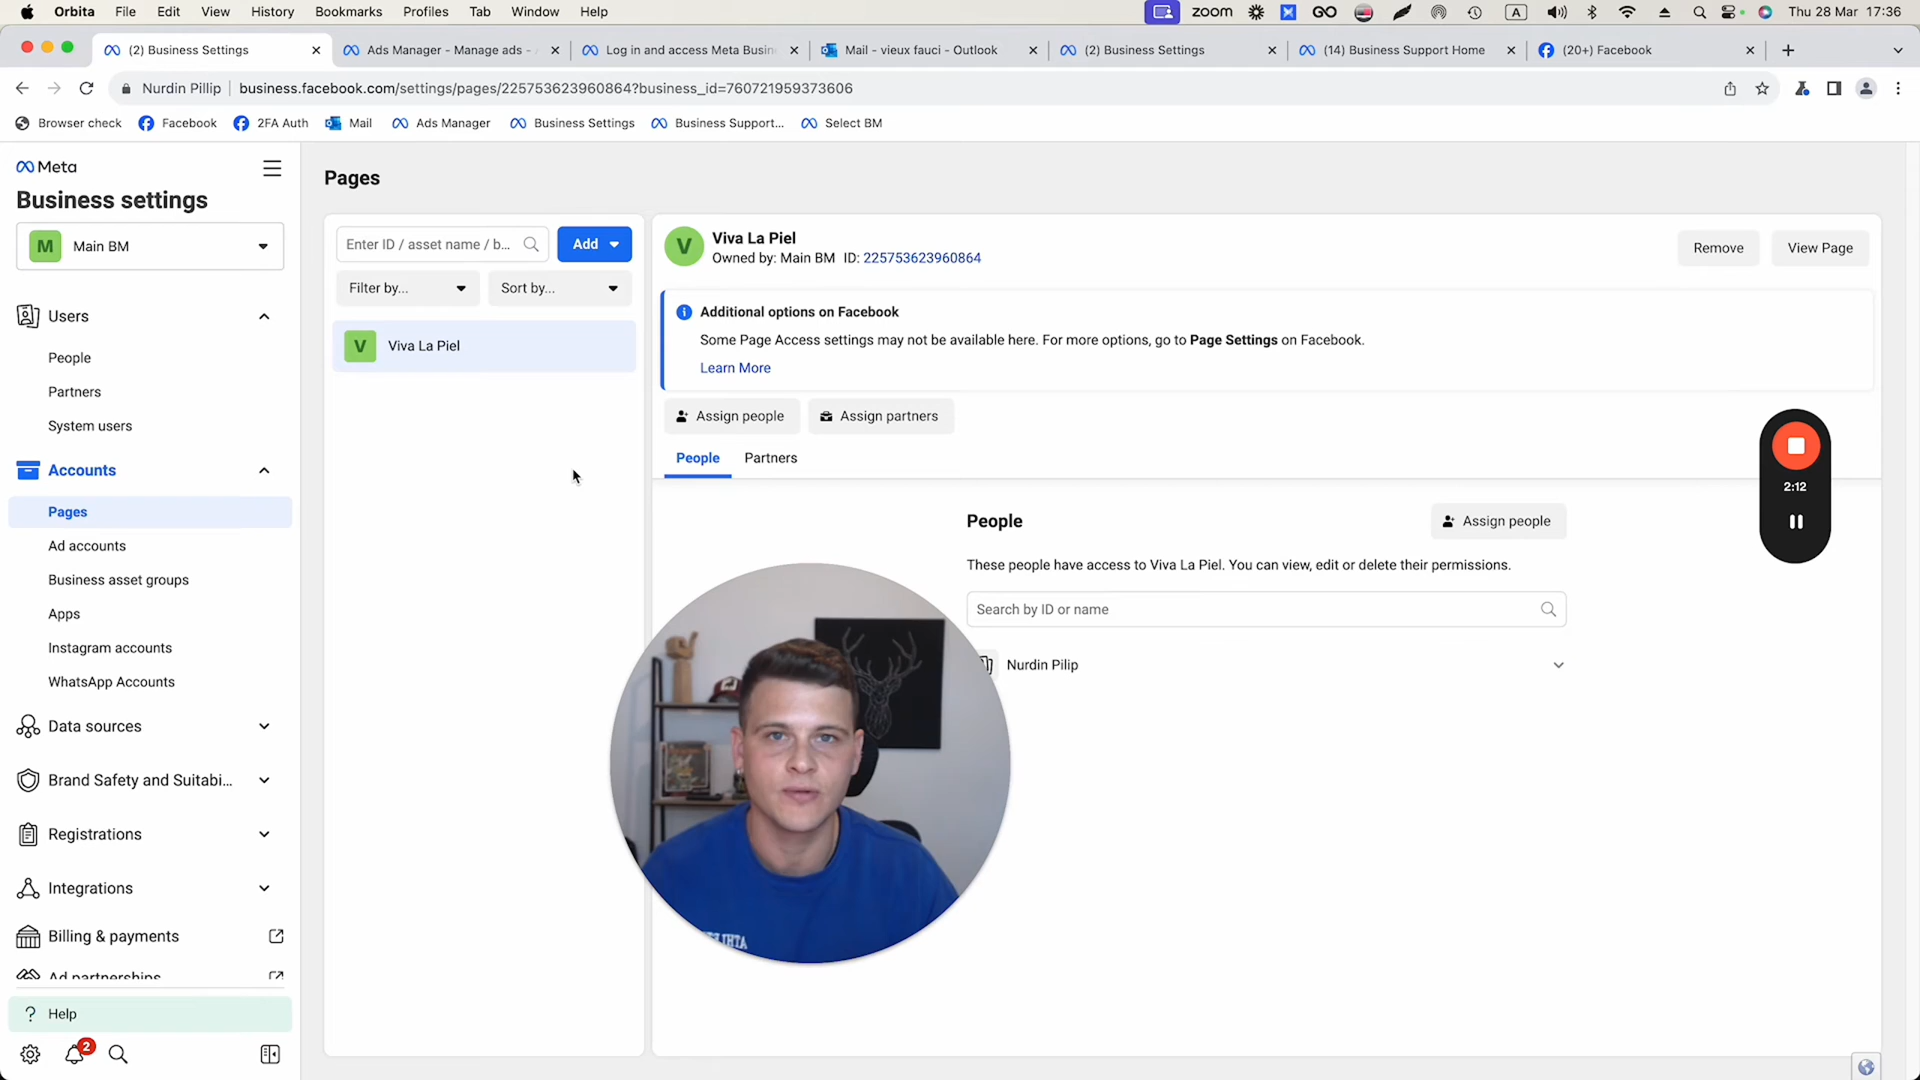 Orbita File Edit View History Bookmarks Profiles Tab Window Help zoom A Thu 28 Mar 17:36
(2) Business Settings Ads Manager - Manage ads - Log in and access Meta Busin Mail - vieux fauci - Outlook (2) Business Settings (14) Business Support Home (20+) Facebook
Nurdin Pillip business.facebook.com/settings/pages/225753623960864?business_id=760721959373606
Browser check Facebook 2FA Auth Mail Ads Manager Business Settings Business Support... Select BM
Meta
Business settings
M Main BM
Users
People
Partners
System users
Accounts
Pages
Ad accounts
Business asset groups
Apps
Instagram accounts
WhatsApp Accounts
Data sources
Brand Safety and Suitabi...
Registrations
Integrations
Billing & payments
Ad partnerships
? Help
2
Pages
Enter ID / asset name / b... Add
Filter by... Sort by...
V Viva La Piel
V Viva La Piel
Owned by: Main BM ID: 225753623960864
Remove View Page
Additional options on Facebook
Some Page Access settings may not be available here. For more options, go to Page Settings on Facebook.
Learn More
Assign people Assign partners
People Partners
People Assign people
These people have access to Viva La Piel. You can view, edit or delete their permissions.
Search by ID or name
Nurdin Pilip
2:12